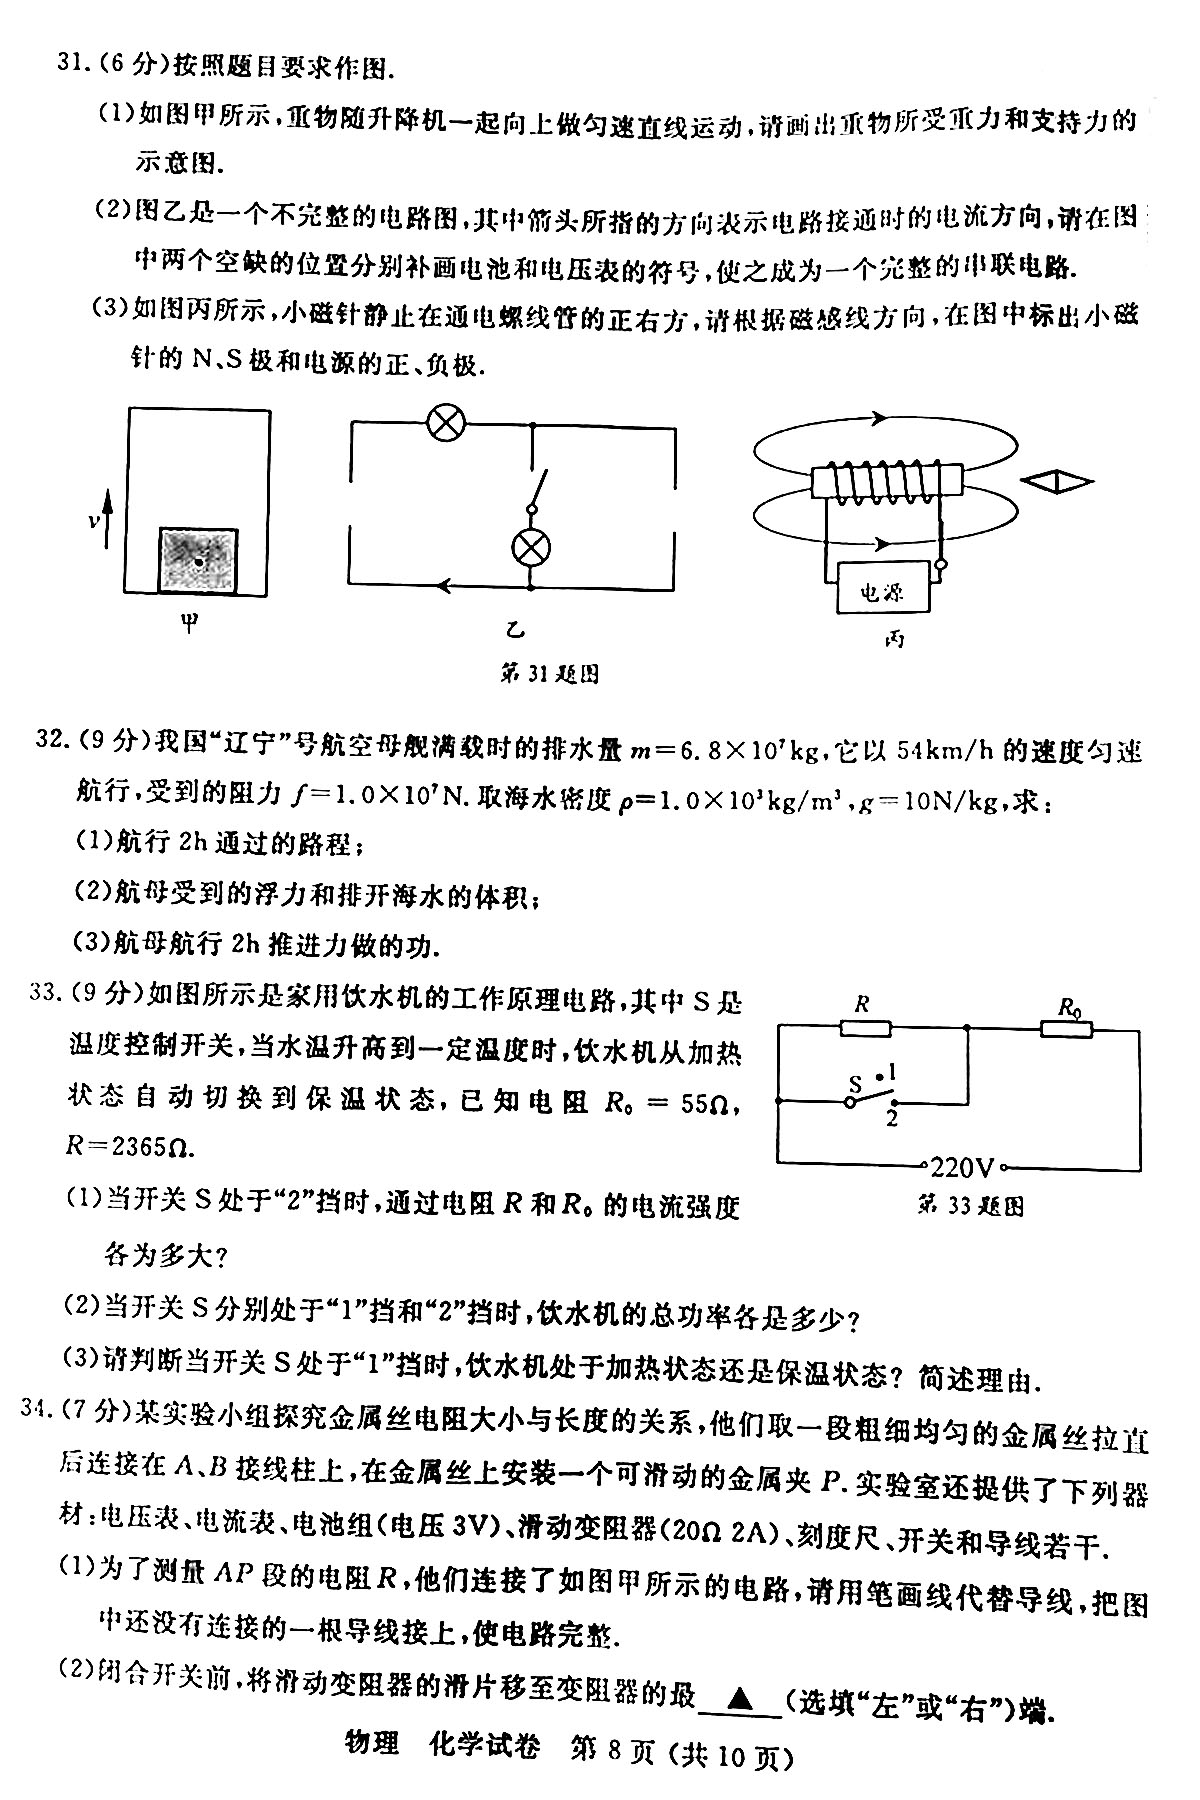 31.(6分)按照题目要求作图.
(1)如图甲所示,重物随升降机一起向上做匀速直线运动,请画出重物所受重力和支持力的
示意图.
(2)图乙是一个不完整的电路图,其中箭头所指的方向表示电路接通时的电流方向,请在图
中两个空缺的位置分别补画电池和电压表的符号,使之成为一个完整的串联电路.
(3)如图丙所示,小磁针静止在通电螺线管的正右方,请根据磁感线方向,在图中标出小磁
针的 N、S极和电源的正、负极.
v
电源
甲
乙
丙
第31题图
32.(9分)我国“辽宁”号航空母舰满载时的排水量 m=6.8×10⁷kg,它以 54km/h 的速度匀速
航行,受到的阻力 f=1.0×10⁷N.取海水密度 ρ=1.0×10³kg/m³,g=10N/kg,求:
(1)航行 2h 通过的路程;
(2)航母受到的浮力和排开海水的体积;
(3)航母航行 2h 推进力做的功.
33.(9分)如图所示是家用饮水机的工作原理电路,其中 S 是
温度控制开关,当水温升高到一定温度时,饮水机从加热
状态自动切换到保温状态,已知电阻 R₀ = 55Ω,
R=2365Ω.
(1)当开关 S 处于“2”挡时,通过电阻 R 和 R₀ 的电流强度
各为多大?
R
R₀
S
1
2
220V
第33题图
(2)当开关 S 分别处于“1”挡和“2”挡时,饮水机的总功率各是多少?
(3)请判断当开关 S 处于“1”挡时,饮水机处于加热状态还是保温状态? 简述理由.
34.(7分)某实验小组探究金属丝电阻大小与长度的关系,他们取一段粗细均匀的金属丝拉直
后连接在 A、B 接线柱上,在金属丝上安装一个可滑动的金属夹 P.实验室还提供了下列器
材:电压表、电流表、电池组(电压 3V)、滑动变阻器(20Ω 2A)、刻度尺、开关和导线若干.
(1)为了测量 AP 段的电阻 R,他们连接了如图甲所示的电路,请用笔画线代替导线,把图
中还没有连接的一根导线接上,使电路完整.
(2)闭合开关前,将滑动变阻器的滑片移至变阻器的最 ▲ (选填“左”或“右”)端.
物理 化学试卷 第8页(共10页)